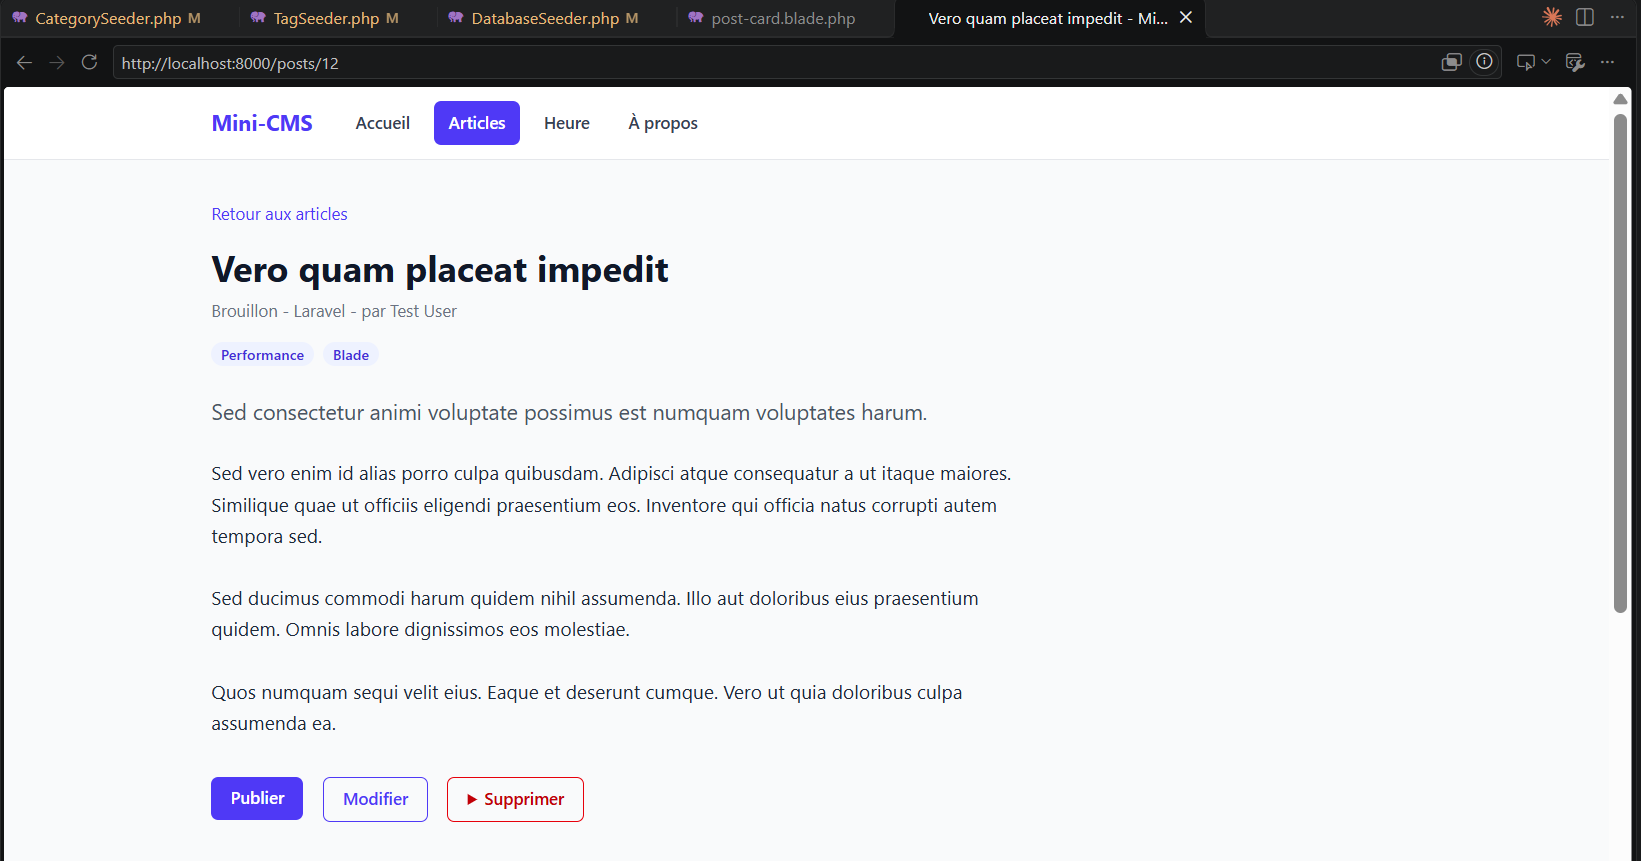 CategorySeeder.php M TagSeeder.php M DatabaseSeeder.php M post-card.blade.php Vero quam placeat impedit - Mi...
http://localhost:8000/posts/12
Mini-CMS Accueil Articles Heure À propos
Retour aux articles
Vero quam placeat impedit
Brouillon - Laravel - par Test User
Performance Blade
Sed consectetur animi voluptate possimus est numquam voluptates harum.
Sed vero enim id alias porro culpa quibusdam. Adipisci atque consequatur a ut itaque maiores.
Similique quae ut officiis eligendi praesentium eos. Inventore qui officia natus corrupti autem
tempora sed.
Sed ducimus commodi harum quidem nihil assumenda. Illo aut doloribus eius praesentium
quidem. Omnis labore dignissimos eos molestiae.
Quos numquam sequi velit eius. Eaque et deserunt cumque. Vero ut quia doloribus culpa
assumenda ea.
Publier Modifier Supprimer